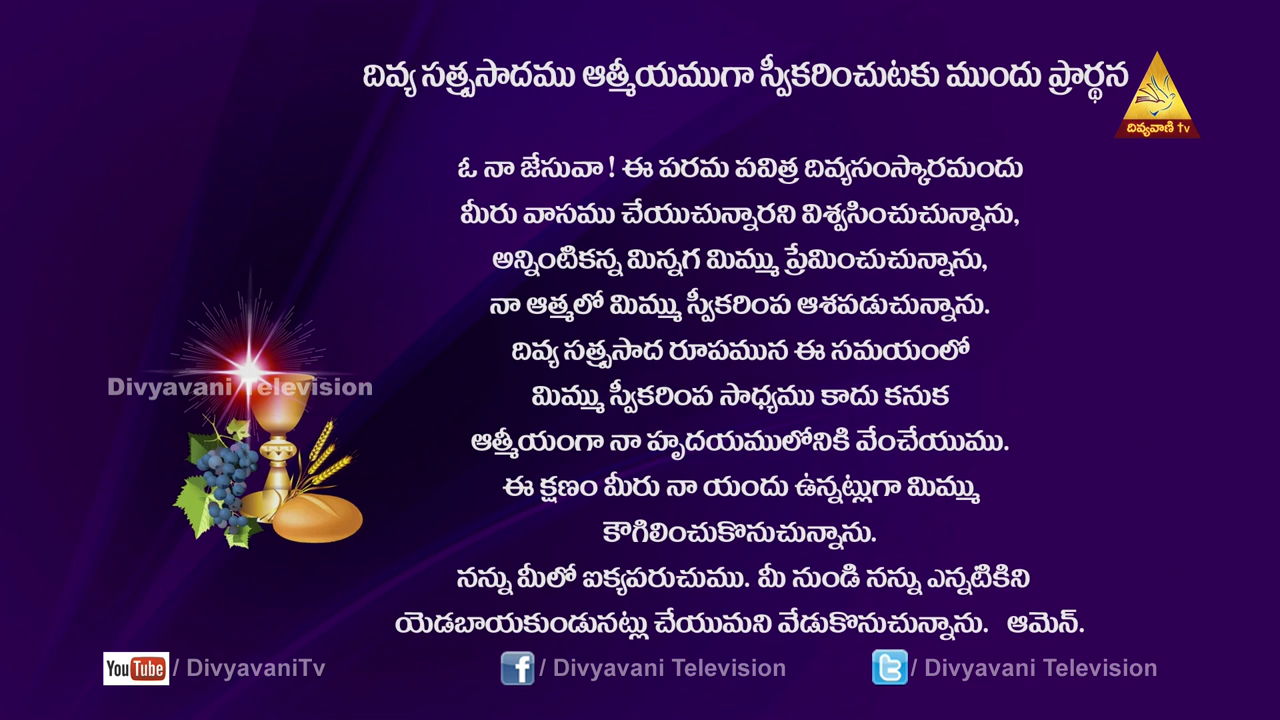 దివ్య సత్ప్రసాదము ఆత్మీయముగా స్వీకరించుటకు ముందు ప్రార్థన
దివ్యవాణి tv
ఓ నా జేసువా ! ఈ పరమ పవిత్ర దివ్యసంస్కారమందు
మీరు వాసము చేయుచున్నారని విశ్వసించుచున్నాను,
అన్నింటికన్న మిన్నగ మిమ్ము ప్రేమించుచున్నాను,
నా ఆత్మలో మిమ్ము స్వీకరింప ఆశపడుచున్నాను.
దివ్య సత్ప్రసాద రూపమున ఈ సమయంలో
Divyavani Television
మిమ్ము స్వీకరింప సాధ్యము కాదు కనుక
ఆత్మీయంగా నా హృదయములోనికి వేంచేయుము.
ఈ క్షణం మీరు నా యందు ఉన్నట్లుగా మిమ్ము
కౌగిలించుకొనుచున్నాను.
నన్ను మీలో ఐక్యపరుచుము. మీ నుండి నన్ను ఎన్నటికిని
యెడబాయకుండునట్లు చేయుమని వేడుకొనుచున్నాను. ఆమెన్.
YouTube / DivyavaniTv
f / Divyavani Television
t / Divyavani Television